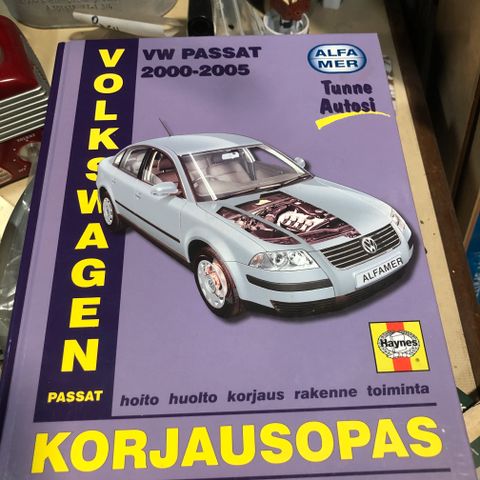 VOLKSWAGEN
VW PASSAT
2000-2005
ALFA
MER
Tunne
Autosi
ALFAMER
Haynes
®
PASSAT
hoito huolto korjaus rakenne toiminta
KORJAUSOPAS